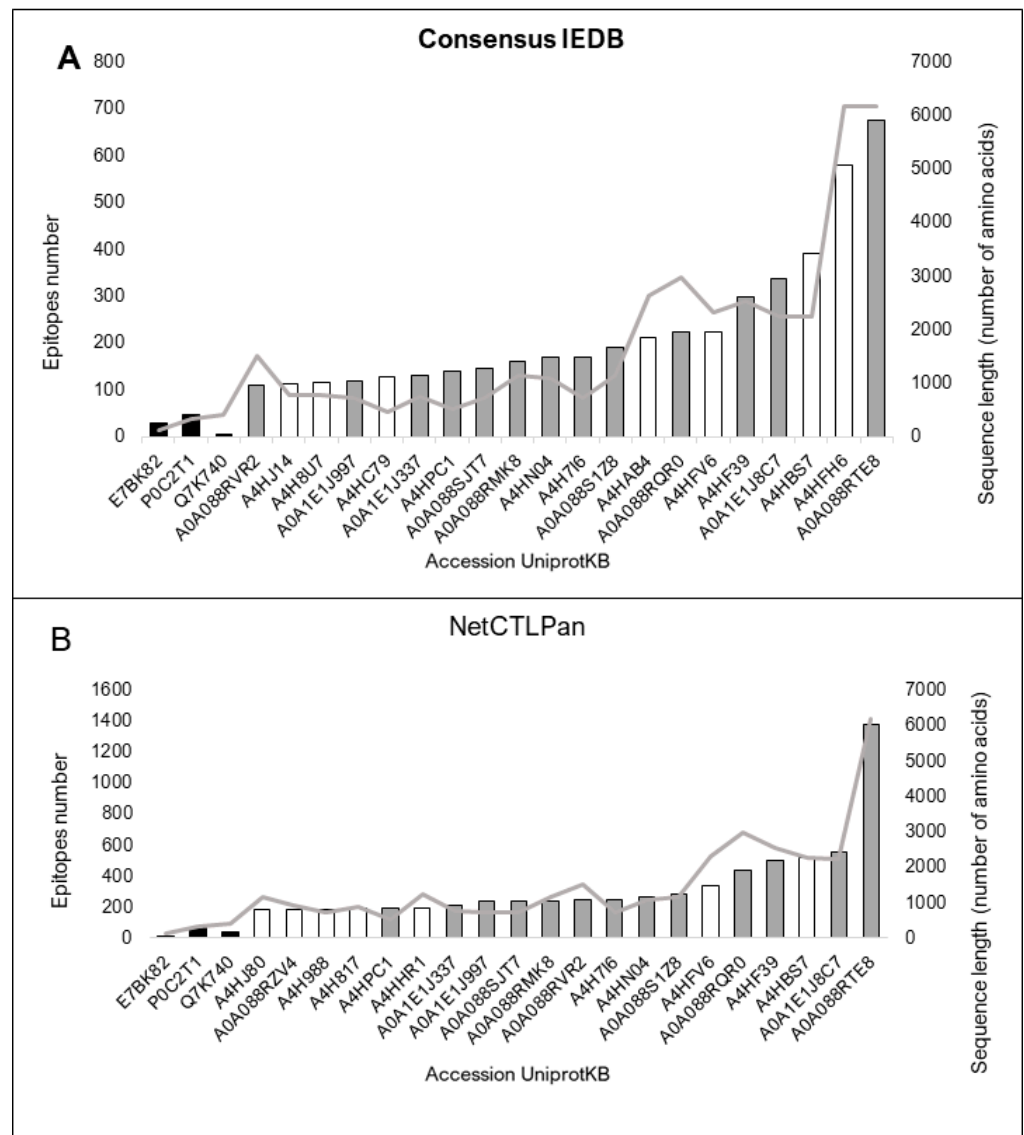 A
Consensus IEDB
800
700
600
500
400
300
200
100
0
Epitopes number
7000
6000
5000
4000
3000
2000
1000
0
Sequence length (number of amino acids)
E7BK82
P0C2T1
Q7K740
A0A088RVR2
A4HJ14
A4H8U7
A0A1E1J997
A4HC79
A0A1E1J337
A4HPC1
A0A088SJT7
A0A088RMK8
A4HN04
A4H7I6
A0A088S1Z8
A4HAB4
A0A088RQR0
A4HFV6
A4HF39
A0A1E1J8C7
A4HBS7
A4HFH6
A0A088RTE8
Accession UniprotKB
B
NetCTLPan
1600
1400
1200
1000
800
600
400
200
0
Epitopes number
7000
6000
5000
4000
3000
2000
1000
0
Sequence length (number of amino acids)
E7BK82
P0C2T1
Q7K740
A4HJ80
A0A088RZV4
A4H988
A4H817
A4HPC1
A4HHR1
A0A1E1J337
A0A1E1J997
A0A088SJT7
A0A088RMK8
A0A088RVR2
A4H7I6
A4HN04
A0A088S1Z8
A4HFV6
A0A088RQR0
A4HF39
A4HBS7
A0A1E1J8C7
A0A088RTE8
Accession UniprotKB